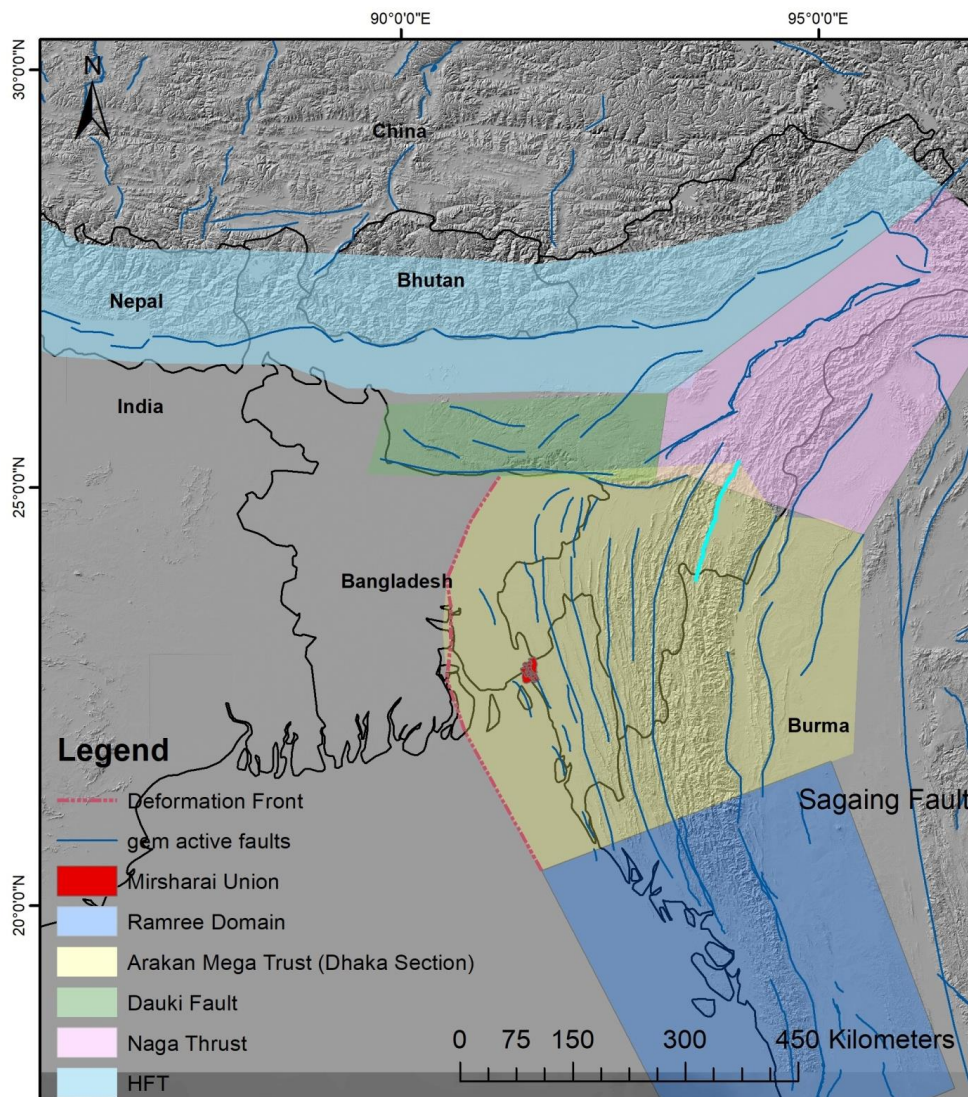 90°0'0"E
95°0'0"E
30°0'0"N
N
China
Bhutan
Nepal
India
25°0'0"N
Bangladesh
Burma
Sagaing Fault
20°0'0"N
Legend
Deformation Front
gem active faults
Mirsharai Union
Ramree Domain
Arakan Mega Trust (Dhaka Section)
Dauki Fault
Naga Thrust
HFT
0 75 150 300 450 Kilometers